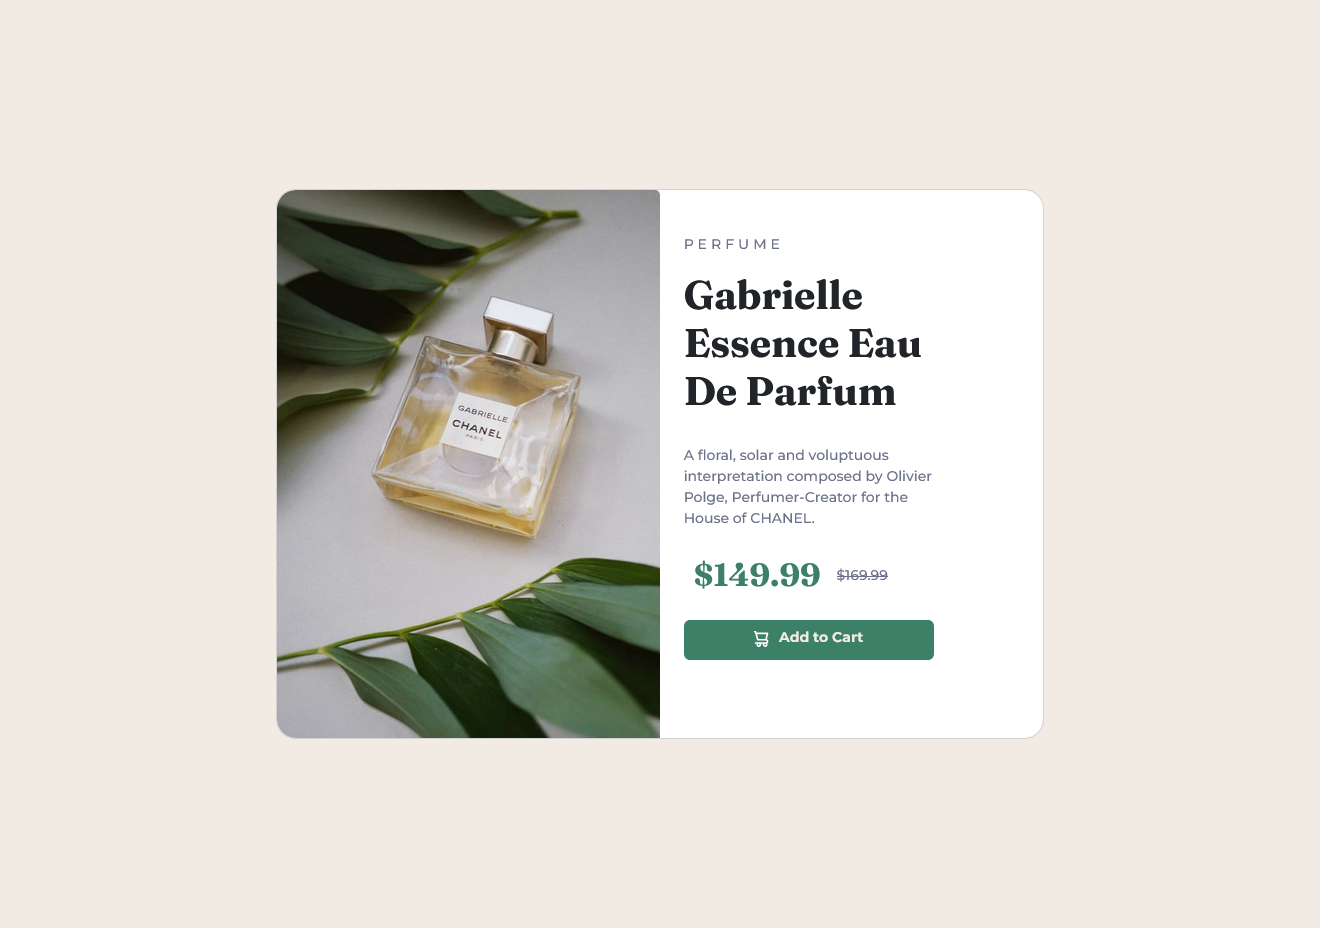 GABRIELLE
CHANEL
PARIS
PERFUME
Gabrielle
Essence Eau
De Parfum
A floral, solar and voluptuous
interpretation composed by Olivier
Polge, Perfumer-Creator for the
House of CHANEL.
$149.99 $169.99
Add to Cart